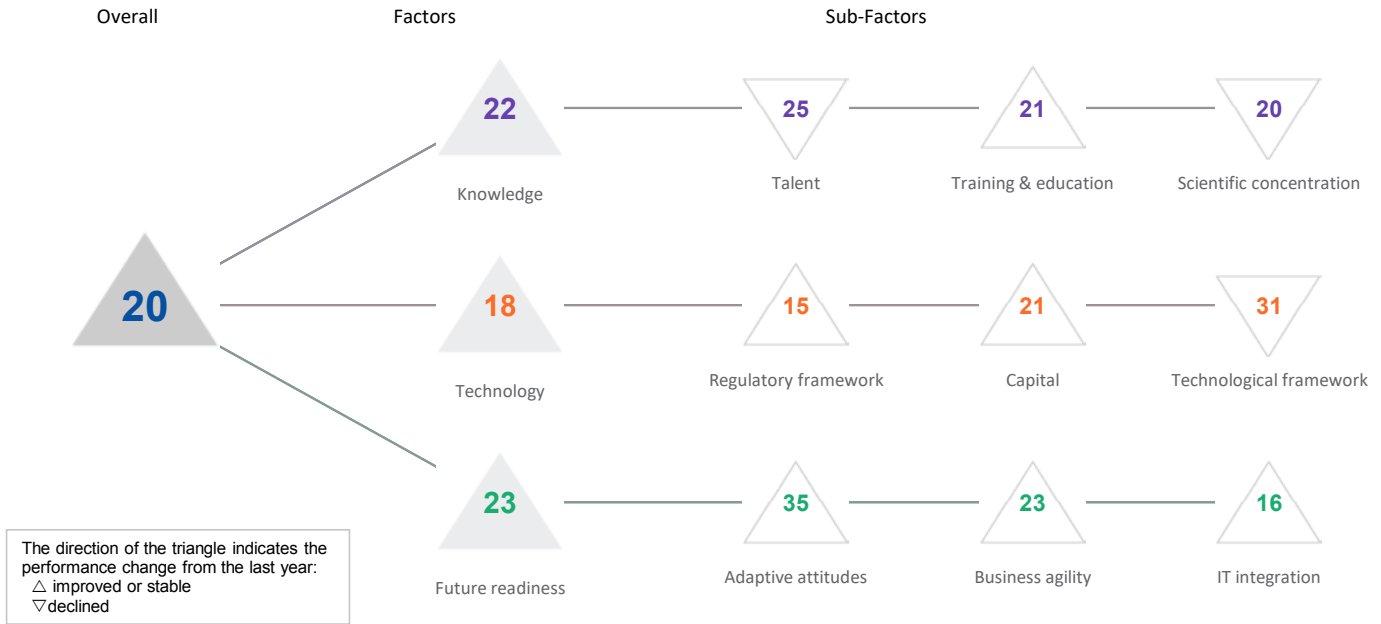 Overall
Factors
Sub-Factors
22
25
21
20
Knowledge
Talent
Training & education
Scientific concentration
20
18
15
21
31
Technology
Regulatory framework
Capital
Technological framework
23
35
23
16
Future readiness
Adaptive attitudes
Business agility
IT integration
The direction of the triangle indicates the
performance change from the last year:
△ improved or stable
▽declined